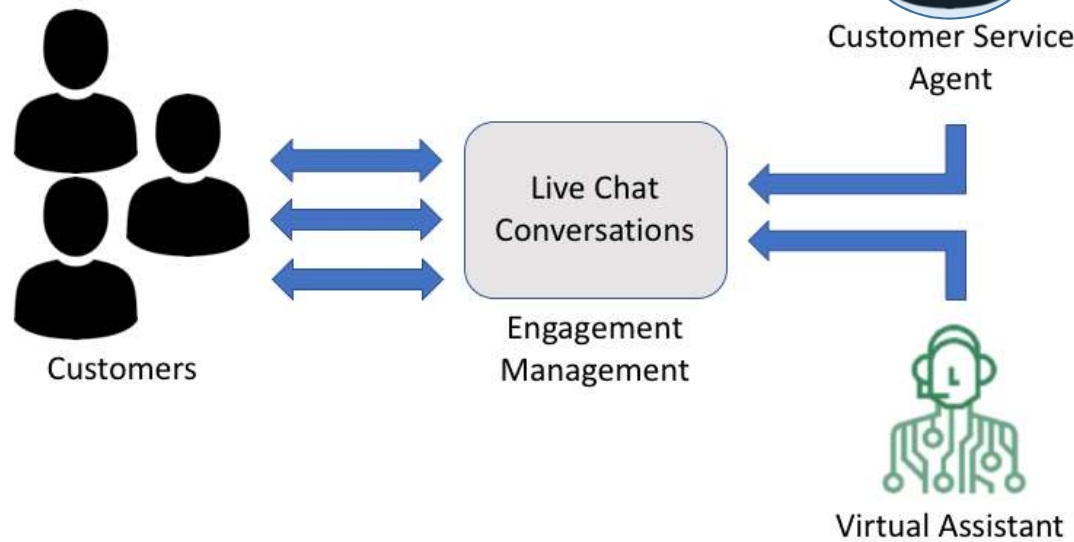 Customer Service
Agent
Live Chat
Conversations
Engagement
Management
Customers
Virtual Assistant